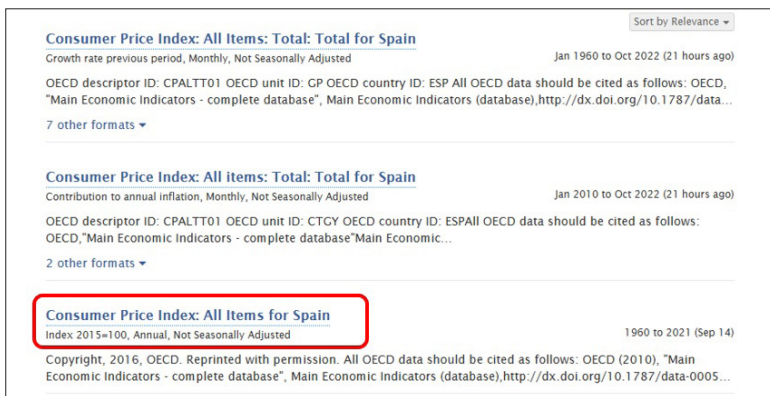 Sort by Relevance
Consumer Price Index: All Items: Total: Total for Spain
Growth rate previous period, Monthly, Not Seasonally Adjusted
Jan 1960 to Oct 2022 (21 hours ago)
OECD descriptor ID: CPALTT01 OECD unit ID: GP OECD country ID: ESP All OECD data should be cited as follows: OECD,
"Main Economic Indicators - complete database", Main Economic Indicators (database),http://dx.doi.org/10.1787/data...
7 other formats
Consumer Price Index: All items: Total: Total for Spain
Contribution to annual inflation, Monthly, Not Seasonally Adjusted
Jan 2010 to Oct 2022 (21 hours ago)
OECD descriptor ID: CPALTT01 OECD unit ID: CTGY OECD country ID: ESPAll OECD data should be cited as follows:
OECD,"Main Economic Indicators - complete database"Main Economic...
2 other formats
Consumer Price Index: All Items for Spain
Index 2015=100, Annual, Not Seasonally Adjusted
1960 to 2021 (Sep 14)
Copyright, 2016, OECD. Reprinted with permission. All OECD data should be cited as follows: OECD (2010), "Main
Economic Indicators - complete database", Main Economic Indicators (database),http://dx.doi.org/10.1787/data-0005...